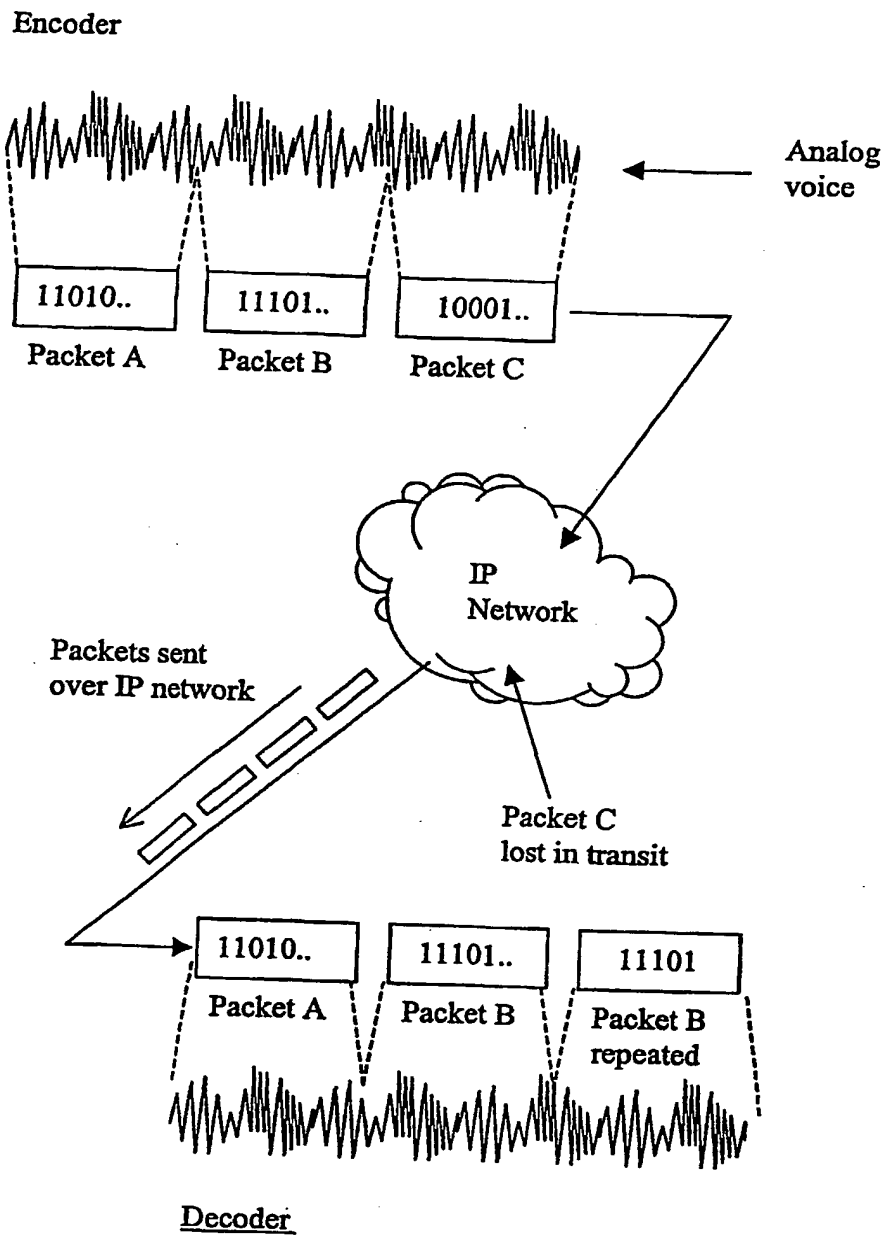 Encoder
Analog
voice
11010..
11101..
10001..
Packet A
Packet B
Packet C
IP
Network
Packets sent
over IP network
Packet C
lost in transit
11010..
11101..
11101
Packet A
Packet B
Packet B
repeated
Decoder